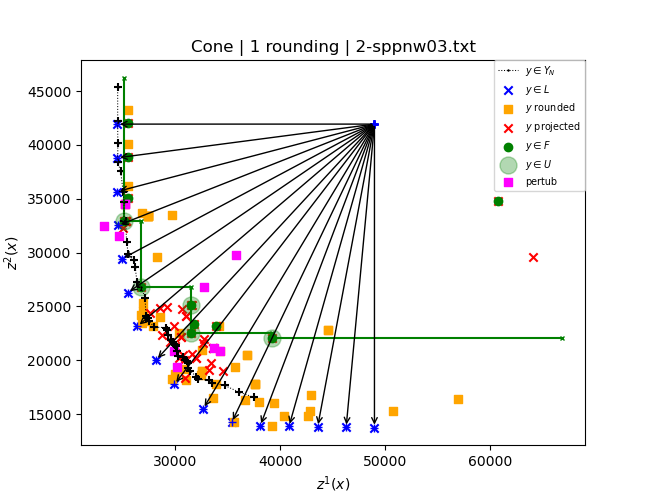 Cone | 1 rounding | 2-sppnw03.txt
z²(x)
45000
40000
35000
30000
25000
20000
15000
30000
40000
50000
60000
z¹(x)
y ∈ Y_N
y ∈ L
y rounded
y projected
y ∈ F
y ∈ U
pertub